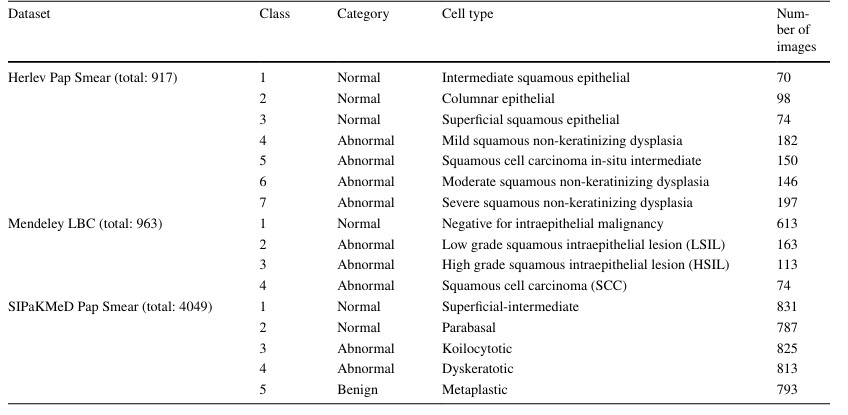 Dataset Class Category Cell type Num-
ber of
images
Herlev Pap Smear (total: 917) 1 Normal Intermediate squamous epithelial 70
2 Normal Columnar epithelial 98
3 Normal Superficial squamous epithelial 74
4 Abnormal Mild squamous non-keratinizing dysplasia 182
5 Abnormal Squamous cell carcinoma in-situ intermediate 150
6 Abnormal Moderate squamous non-keratinizing dysplasia 146
7 Abnormal Severe squamous non-keratinizing dysplasia 197
Mendeley LBC (total: 963) 1 Normal Negative for intraepithelial malignancy 613
2 Abnormal Low grade squamous intraepithelial lesion (LSIL) 163
3 Abnormal High grade squamous intraepithelial lesion (HSIL) 113
4 Abnormal Squamous cell carcinoma (SCC) 74
SIPaKMeD Pap Smear (total: 4049) 1 Normal Superficial-intermediate 831
2 Normal Parabasal 787
3 Abnormal Koilocytotic 825
4 Abnormal Dyskeratotic 813
5 Benign Metaplastic 793